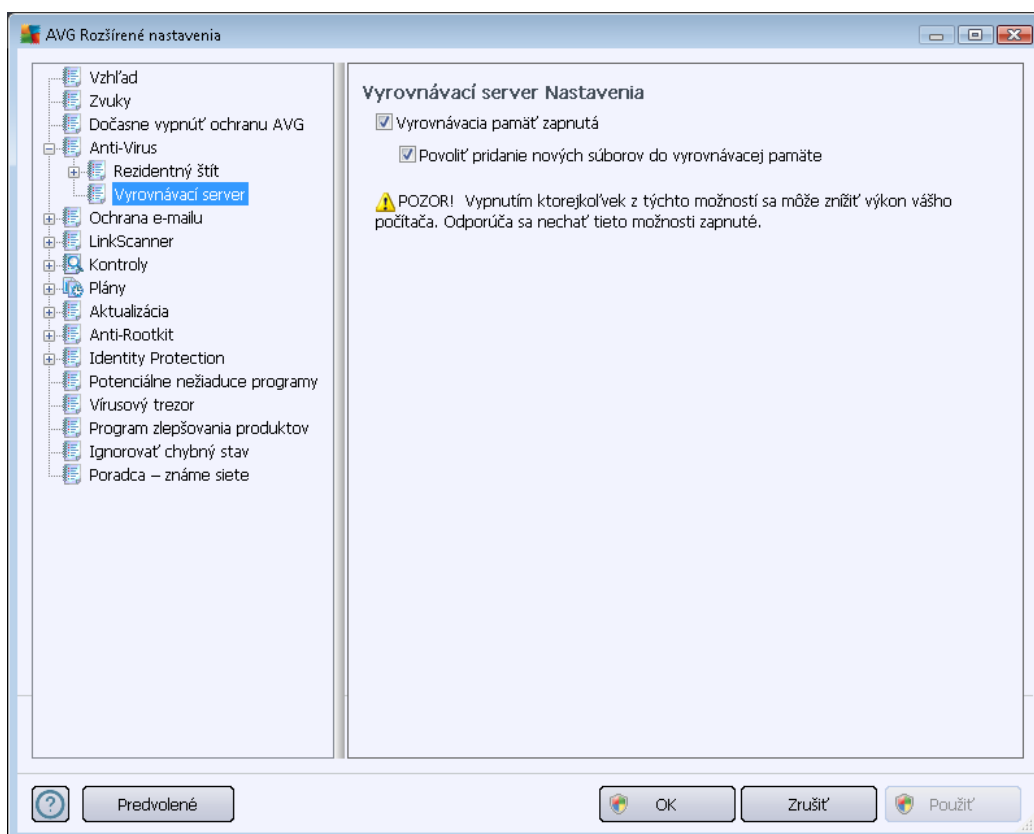 AVG Rozšírené nastavenia
Vzhľad
Zvuky
Dočasne vypnúť ochranu AVG
Anti-Virus
Rezidentný štít
Vyrovnávací server
Ochrana e-mailu
LinkScanner
Kontroly
Plány
Aktualizácia
Anti-Rootkit
Identity Protection
Potenciálne nežiaduce programy
Vírusový trezor
Program zlepšovania produktov
Ignorovať chybný stav
Poradca – známe siete
Vyrovnávací server Nastavenia
Vyrovnávacia pamäť zapnutá
Povoliť pridanie nových súborov do vyrovnávacej pamäte
POZOR! Vypnutím ktorejkoľvek z týchto možností sa môže znížiť výkon vášho
počítača. Odporúča sa nechať tieto možnosti zapnuté.
Predvolené
OK
Zrušiť
Použiť